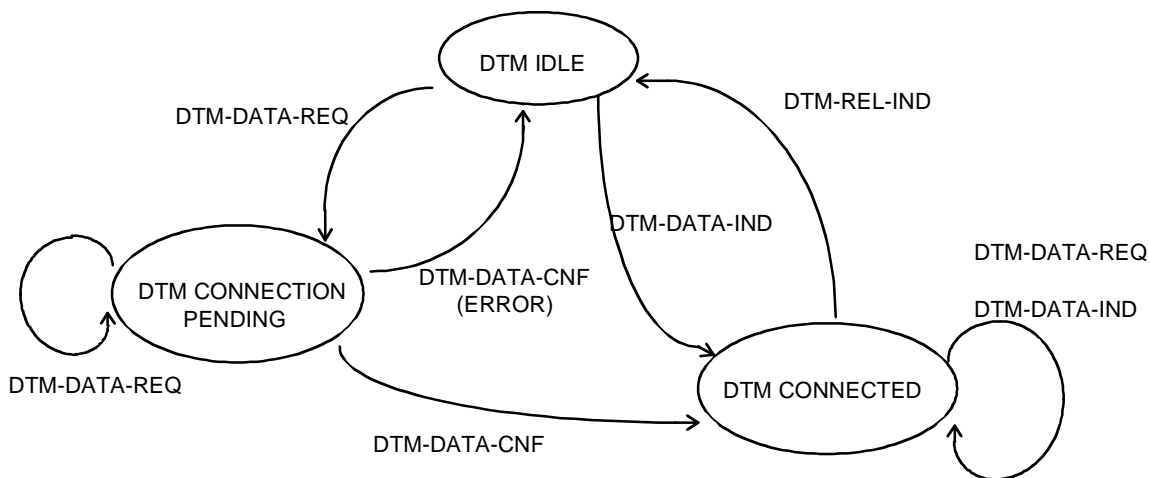 DTM IDLE
DTM-REL-IND
DTM-DATA-REQ
DTM-DATA-IND
DTM-DATA-REQ
DTM-DATA-CNF
(ERROR)
DTM CONNECTION
PENDING
DTM-DATA-IND
DTM-DATA-REQ
DTM CONNECTED
DTM-DATA-CNF